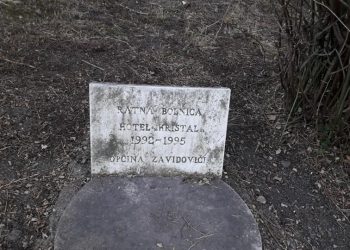 RATNA BOLNICA
HOTEL KRISTAL
1992-1995
OPĆINA ZAVIDOVIĆI